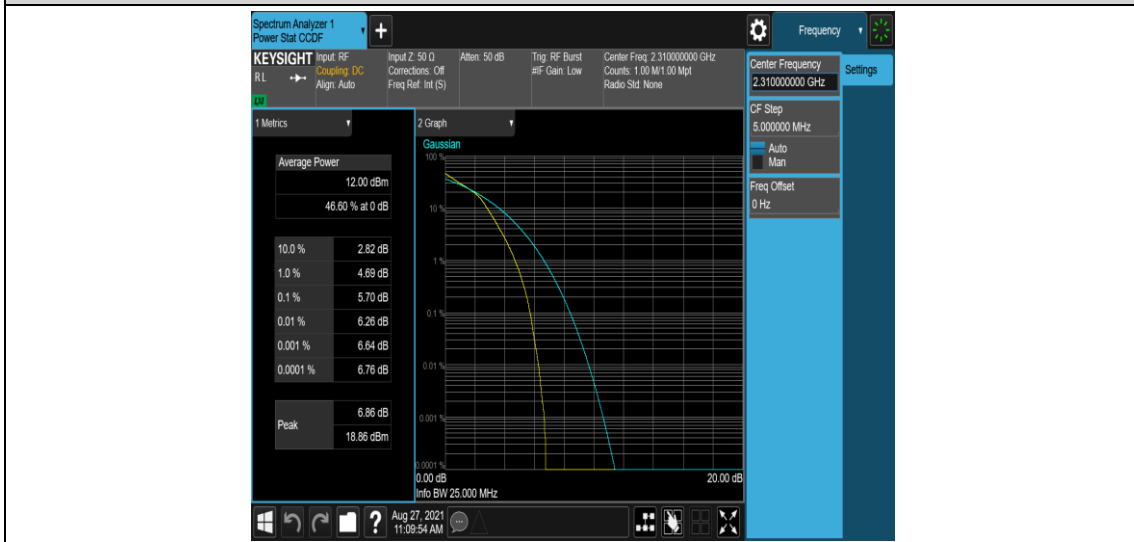 Spectrum Analyzer 1
Power Stat CCDF
+
Frequency
KEYSIGHT
RL
LXI
Input: RF
Coupling: DC
Align: Auto
Input Z: 50 Ω
Corrections: Off
Freq Ref: Int (S)
Atten: 50 dB
Trig: RF Burst
#IF Gain: Low
Center Freq: 2.310000000 GHz
Counts: 1.00 M/1.00 Mpt
Radio Std: None
Center Frequency
2.310000000 GHz
Settings
CF Step
5.000000 MHz
Auto
Man
Freq Offset
0 Hz
1 Metrics
Average Power
12.00 dBm
46.60 % at 0 dB
10.0 % 2.82 dB
1.0 % 4.69 dB
0.1 % 5.70 dB
0.01 % 6.26 dB
0.001 % 6.64 dB
0.0001 % 6.76 dB
Peak
6.86 dB
18.86 dBm
2 Graph
Gaussian
100 %
10 %
1 %
0.1 %
0.01 %
0.001 %
0.0001 %
0.00 dB 20.00 dB
Info BW 25.000 MHz
?
Aug 27, 2021
11:09:54 AM